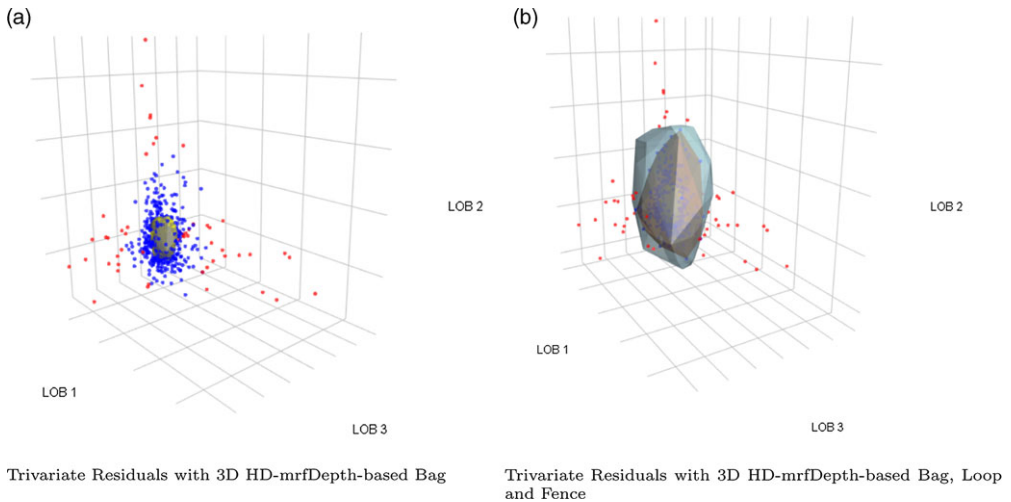 (a)
LOB 2
LOB 1
LOB 3
Trivariate Residuals with 3D HD-mrfDepth-based Bag
(b)
LOB 2
LOB 1
LOB 3
Trivariate Residuals with 3D HD-mrfDepth-based Bag, Loop
and Fence